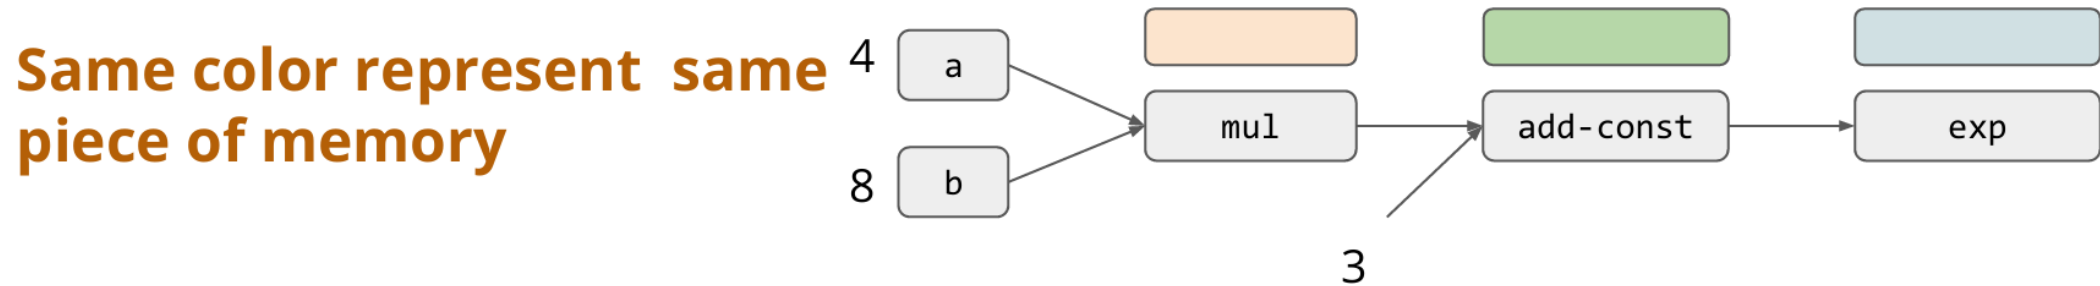 Same color represent  same
piece of memory
4
a
8
b
mul
add-const
exp
3